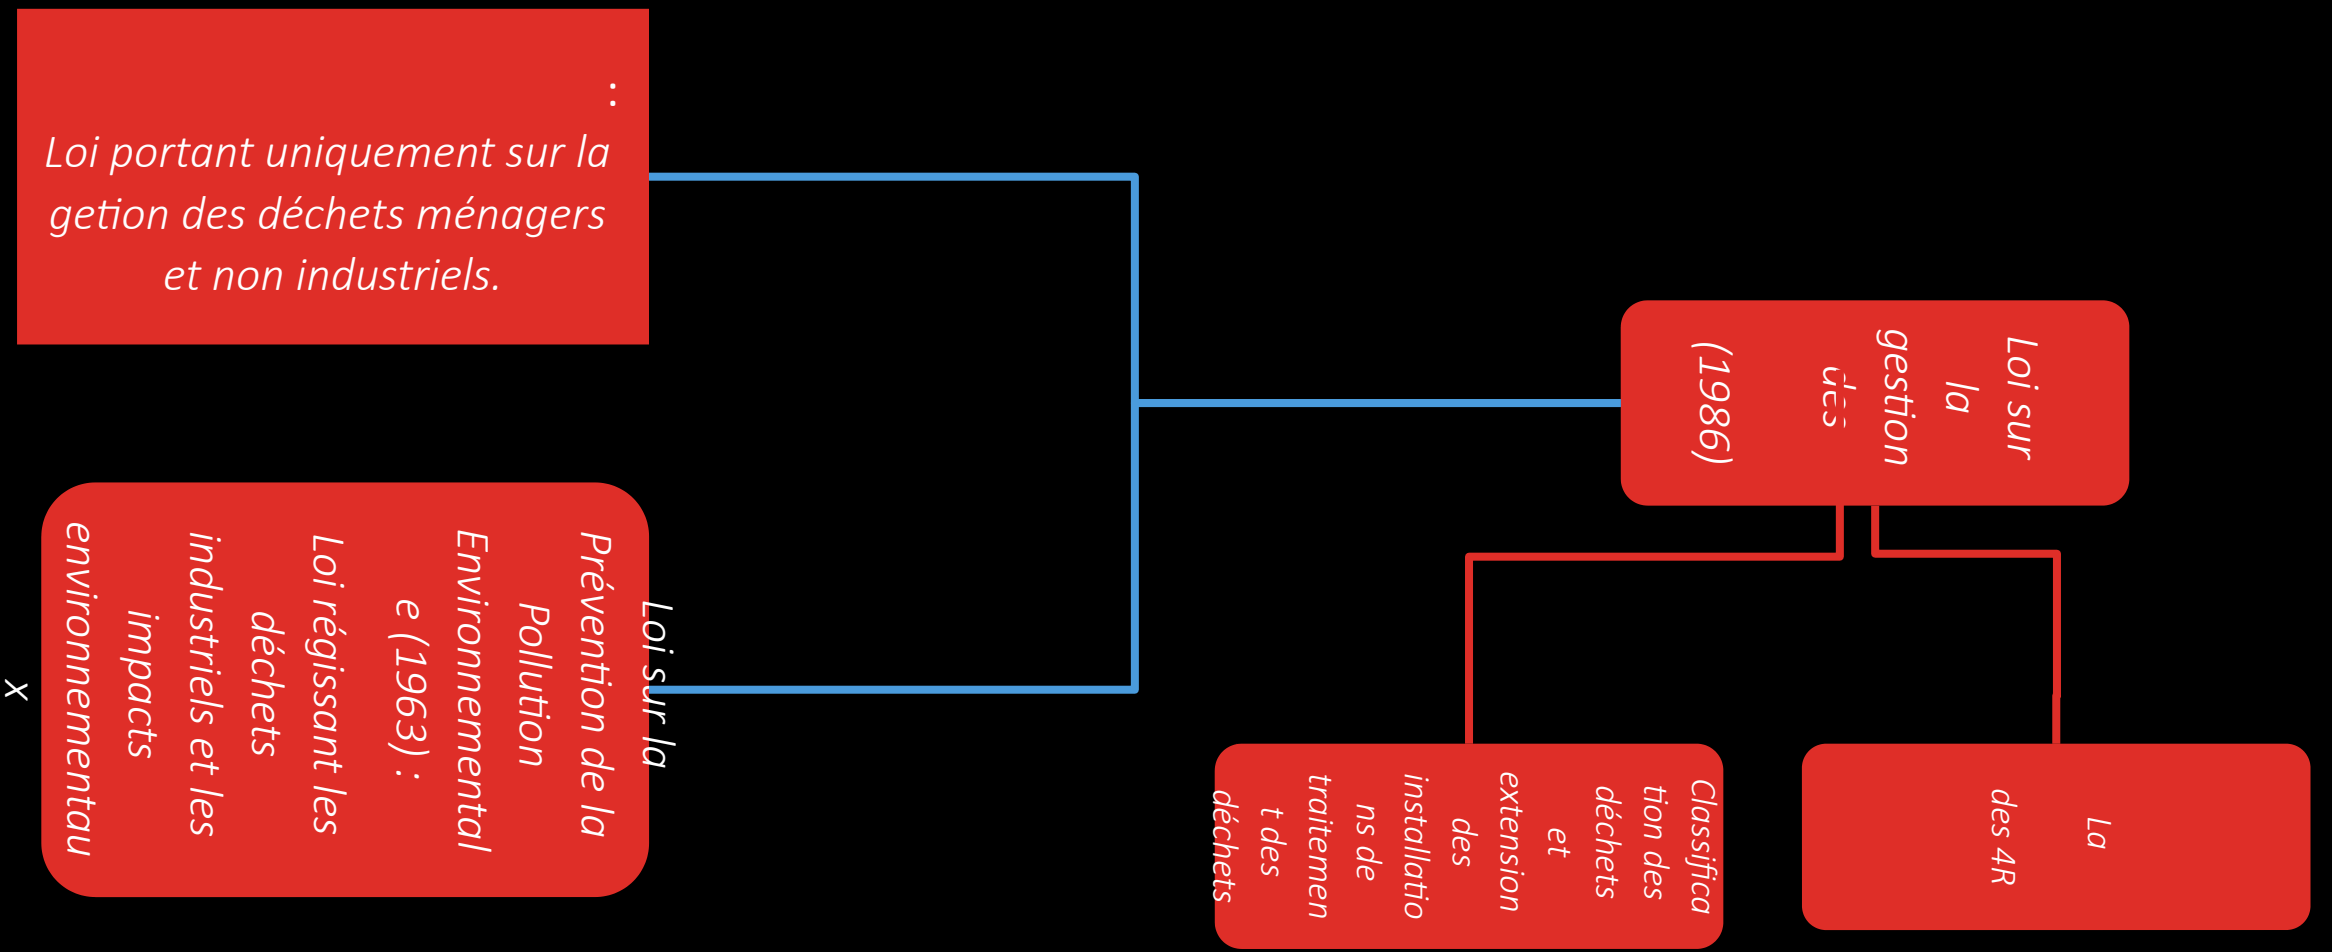 :
Loi portant uniquement sur la
getion des déchets ménagers
et non industriels.
Loi sur la
Prévention de la
Pollution
Environnemental
e (1963) :
Loi régissant les
déchets
industriels et les
impacts
environnementau
x
Loi sur
la
gestion
des
(1986)
Classifica
tion des
déchets
et
extension
des
installatio
ns de
traitemen
t des
déchets
La
des 4R